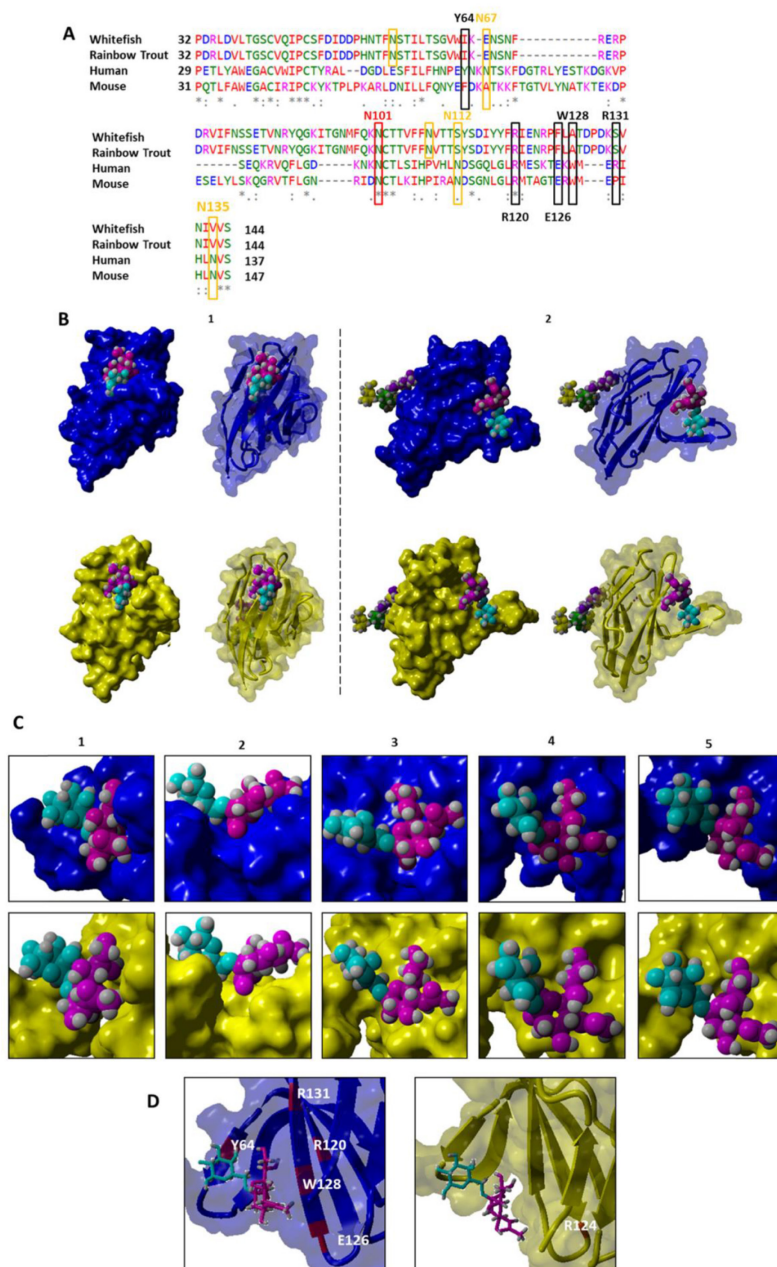 A
Y64 N67
Whitefish 32 PDRLDVLTGSCVQIPCSFDIDDPHNTFNSTILTSGVWIK-ENSNF-------RERP
Rainbow Trout 32 PDRLDVLTGSCVQIPCSFDIDDPHNTFNSTILTSGVWIK-ENSNF-------RERP
Human 29 PETLYAWEGACVWIPCTYRAL--DGDLESFILFHNPEYNKNTSKFDGTRLYESTKDGKVP
Mouse 31 PQTLFAWEGACIRIPCKYKTPLPKARLDNILLFQNYEFDKATKKFTGTVLYNATKTEKDP
N101 N112 W128 R131
Whitefish DRVIFNSSETVNRYQGKITGNMFQKNCTTVFFNVTTSYSDIYYFRIENRPFLATDPDKSV
Rainbow Trout DRVIFNSSETVNRYQGKITGNMFQKNCTTVFFNVTTSYSDIYYFRIENRPFLATDPDKSV
Human ------SEQKRVQFLGD----KNKNCTLSIHPVHLNDSGQLGLRMESKTEKWM----ERI
Mouse ESELYLSKQGRVTFLGN----RIDNCTLKIHPIRANDSGNLGLRMTAGTERWM----EPI
R120 E126
N135
Whitefish NIVVS 144
Rainbow Trout NIVVS 144
Human HLNVS 137
Mouse HLNVS 147
B
1 2
C
1 2 3 4 5
D
R131
Y64 R120
W128
E126
R124